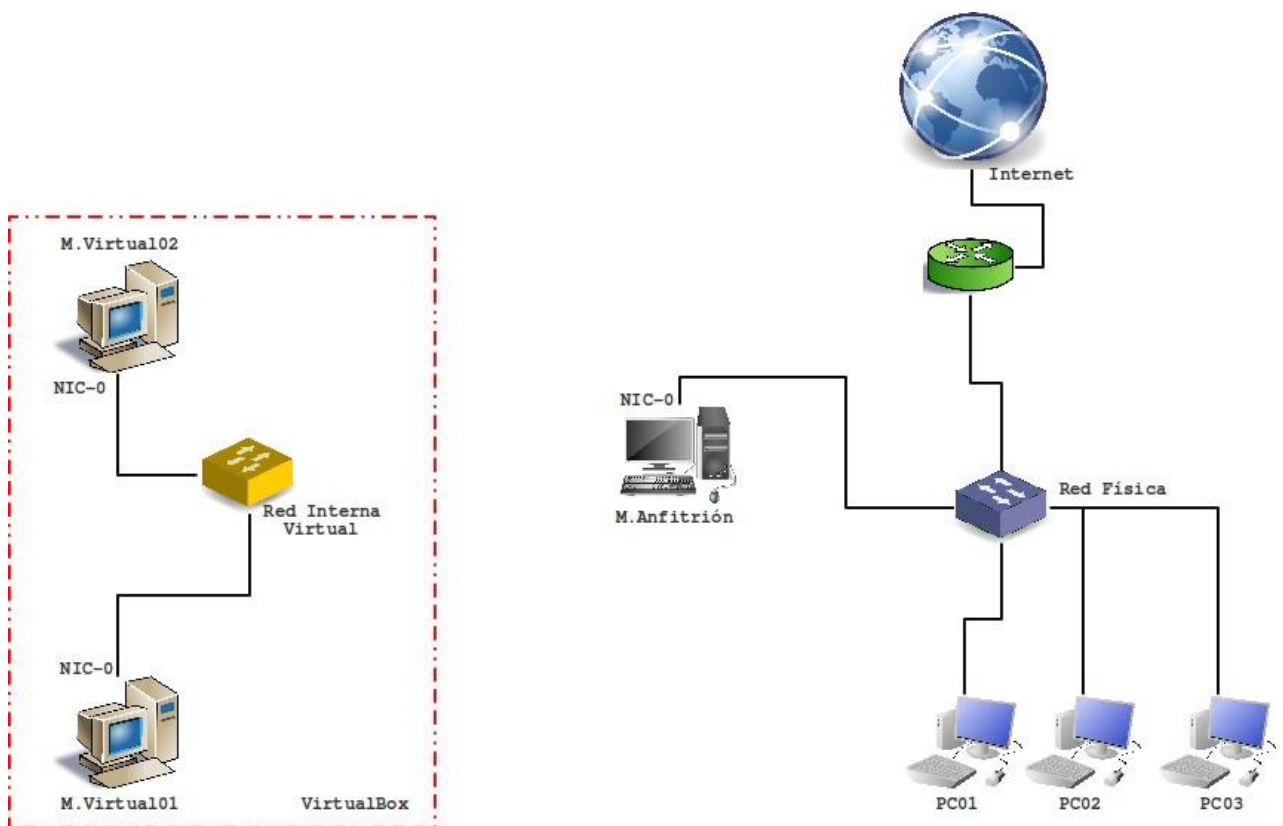 Internet
M.Virtual02
NIC-0
NIC-0
M.Anfitrión
Red Física
Red Interna
Virtual
NIC-0
M.Virtual01
VirtualBox
PC01
PC02
PC03